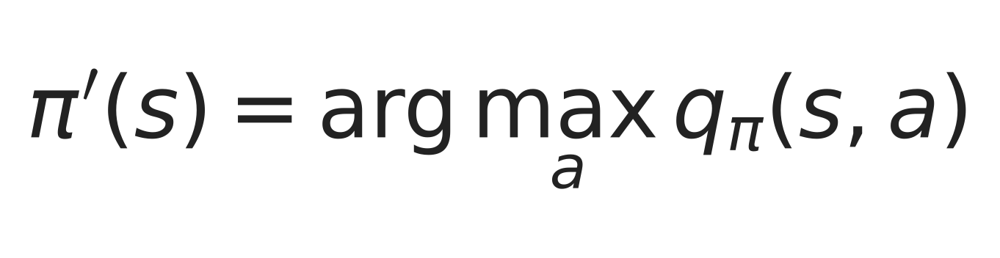 π′(s) = arg max_a q_π(s, a)